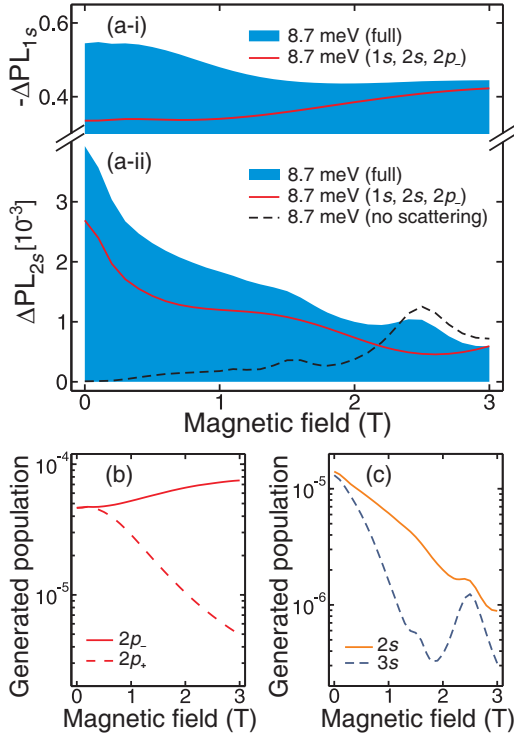 (a-i)
8.7 meV (full)
8.7 meV (1s, 2s, 2p₋)
-ΔPL₁ₛ
0.6
0.4
(a-ii)
8.7 meV (full)
8.7 meV (1s, 2s, 2p₋)
8.7 meV (no scattering)
ΔPL₂ₛ [10⁻³]
3
2
1
0
0 1 2 3
Magnetic field (T)
(b)
Generated population
10⁻⁴
10⁻⁵
2p₋
2p₊
0 1 2 3
Magnetic field (T)
(c)
Generated population
10⁻⁵
10⁻⁶
2s
3s
0 1 2 3
Magnetic field (T)